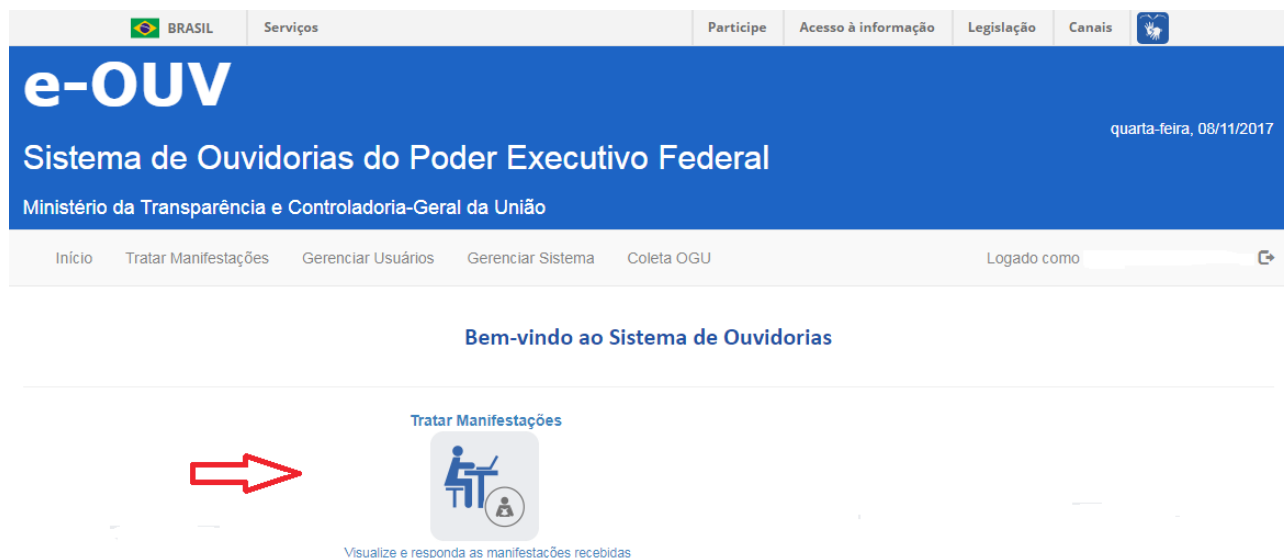 BRASIL Serviços Participe Acesso à informação Legislação Canais
e-OUV
quarta-feira, 08/11/2017
Sistema de Ouvidorias do Poder Executivo Federal
Ministério da Transparência e Controladoria-Geral da União
Início Tratar Manifestações Gerenciar Usuários Gerenciar Sistema Coleta OGU Logado como
Bem-vindo ao Sistema de Ouvidorias
Tratar Manifestações
Visualize e responda as manifestações recebidas